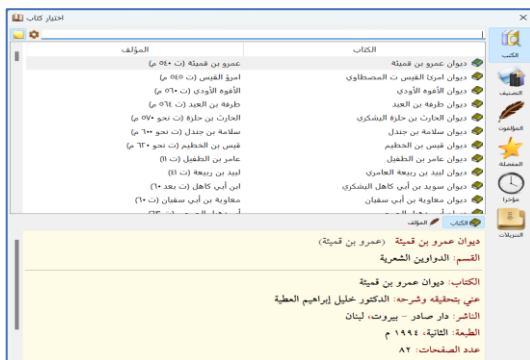 اختيار كتاب
الكتب
التصنيف
المؤلفون
المفضلة
مؤخرا
التنزيلات
الكتاب المؤلف
ديوان عمرو بن قميئة عمرو بن قميئة (ت ٥٤٠ م)
ديوان امرئ القيس ت المصطاوي امرؤ القيس (ت ٥٤٥ م)
ديوان الأفوه الأودي الأفوه الأودي (ت ٥٦٠ م)
ديوان طرفة بن العبد طرفة بن العبد (ت ٥٦٤ م)
ديوان الحارث بن حلزة اليشكري الحارث بن حلزة (ت نحو ٥٧٠ م)
ديوان سلامة بن جندل سلامة بن جندل (ت نحو ٦٠٠ م)
ديوان قيس بن الخطيم قيس بن الخطيم (ت نحو ٦٢٠ م)
ديوان عامر بن الطفيل عامر بن الطفيل (ت ١١)
ديوان لبيد بن ربيعة العامري لبيد بن ربيعة (ت ٤١)
ديوان سويد بن أبي كاهل اليشكري ابن أبي كاهل (ت بعد ٦٠)
ديوان معاوية بن أبي سفيان معاوية بن أبي سفيان (ت ٦٠)
الكتاب المؤلف
ديوان عمرو بن قميئة (عمرو بن قميئة)
القسم: الدواوين الشعرية
الكتاب: ديوان عمرو بن قميئة
عني بتحقيقه وشرحه: الدكتور خليل إبراهيم العطية
الناشر: دار صادر – بيروت، لبنان
الطبعة: الثانية، ١٩٩٤ م
عدد الصفحات: ٨٢